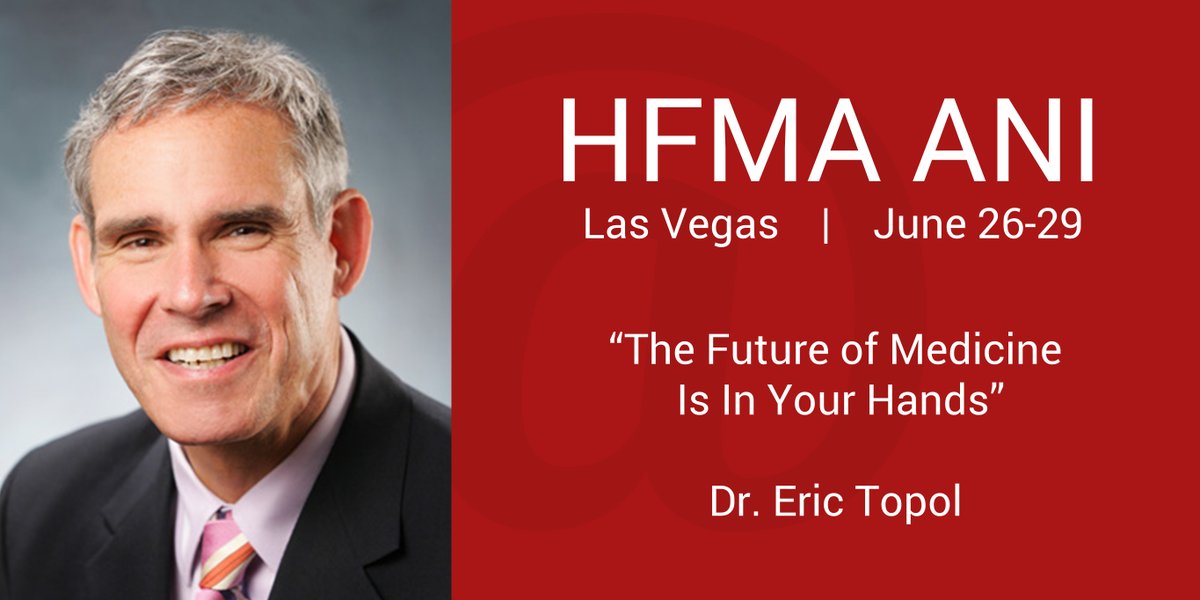 HFMA ANI
Las Vegas | June 26-29
“The Future of Medicine
Is In Your Hands”
Dr. Eric Topol